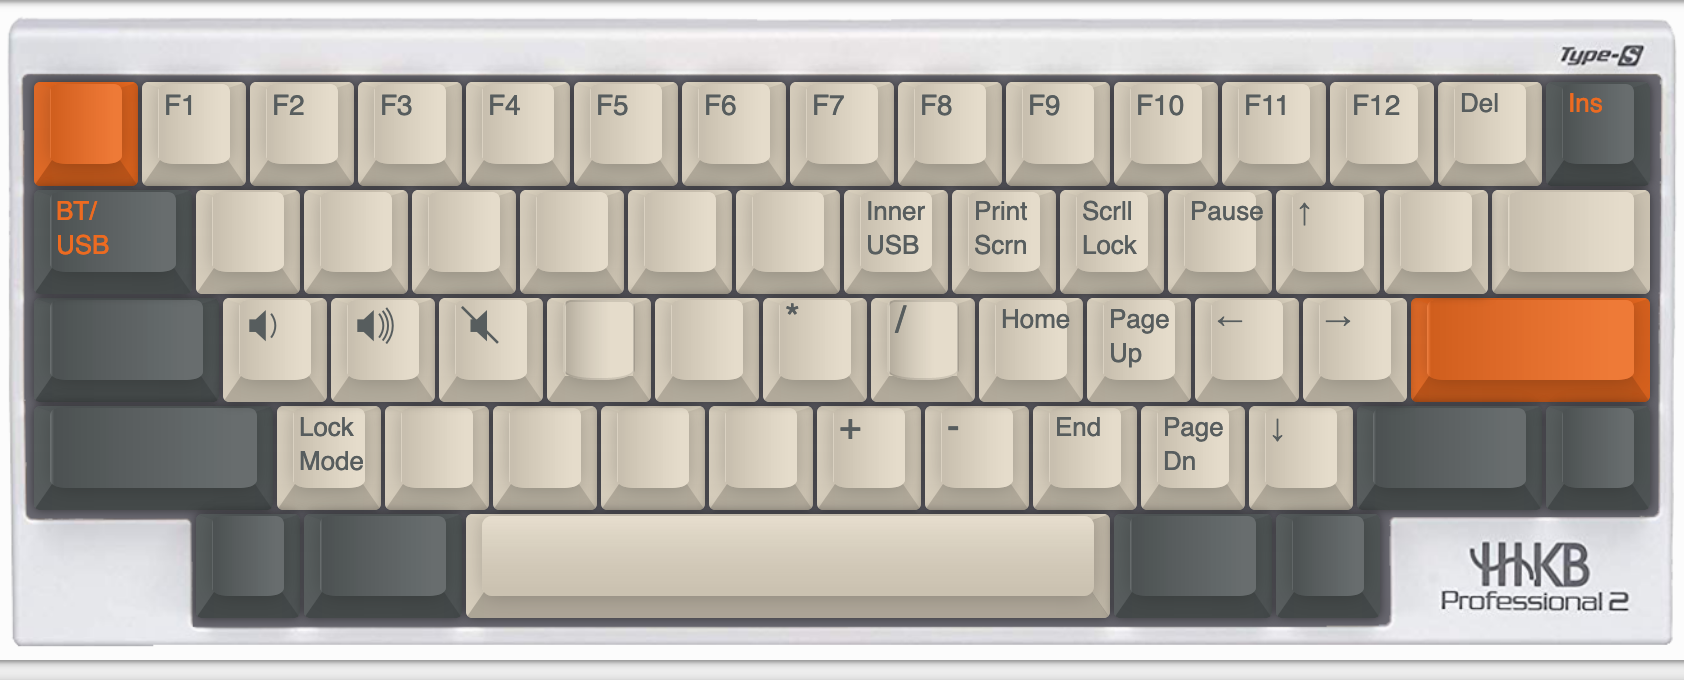 Type-S
F1 F2 F3 F4 F5 F6 F7 F8 F9 F10 F11 F12 Del Ins
BT/
USB
Inner
USB
Print
Scrn
Scrll
Lock
Pause
↑
*
/
Home
Page
Up
←
→
Lock
Mode
+
-
End
Page
Dn
↓
HHKB
Professional 2